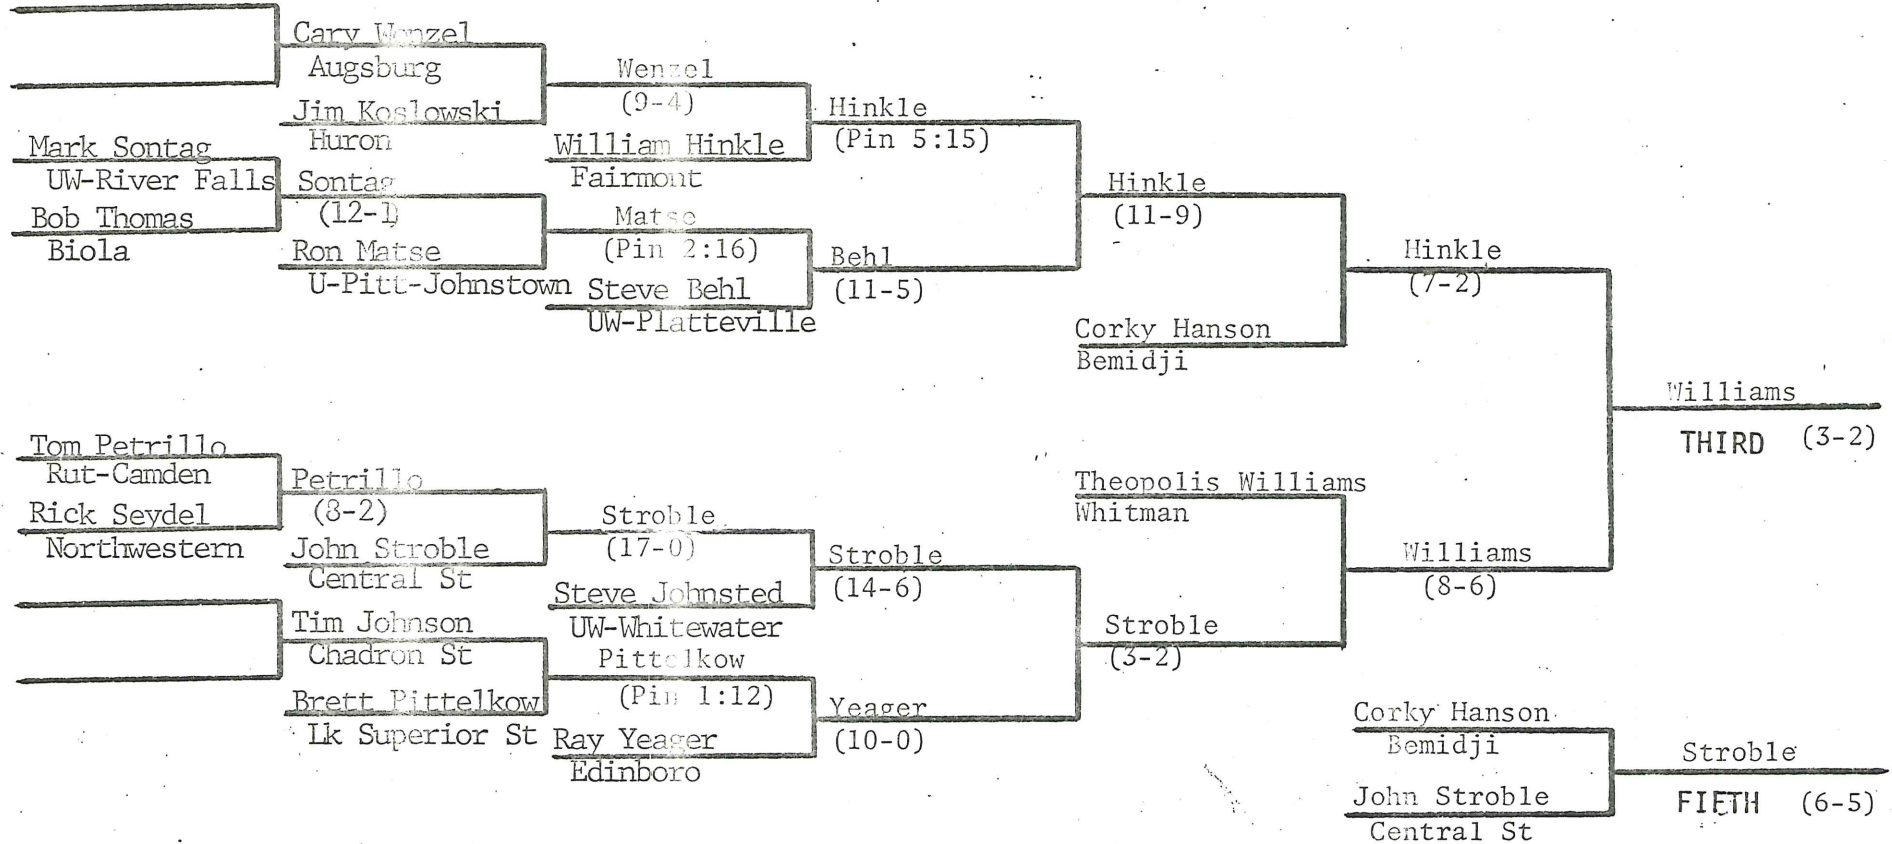 Cary Wenzel
Augsburg
Jim Koslowski
Huron
Mark Sontag
UW-River Falls
Bob Thomas
Biola
Sontag
(12-1)
Ron Matse
U-Pitt-Johnstown
Wenzel
(9-4)
William Hinkle
Fairmont
Matse
(Pin 2:16)
Steve Behl
UW-Platteville
Hinkle
(Pin 5:15)
Behl
(11-5)
Hinkle
(11-9)
Corky Hanson
Bemidji
Hinkle
(7-2)
Williams
THIRD (3-2)
Tom Petrillo
Rut-Camden
Rick Seydel
Northwestern
Petrillo
(8-2)
John Stroble
Central St
Tim Johnson
Chadron St
Brett Pittelkow
Lk Superior St
Stroble
(17-0)
Steve Johnsted
UW-Whitewater
Pittelkow
(Pin 1:12)
Ray Yeager
Edinboro
Stroble
(14-6)
Yeager
(10-0)
Theopolis Williams
Whitman
Stroble
(3-2)
Williams
(8-6)
Corky Hanson
Bemidji
John Stroble
Central St
Stroble
FIFTH (6-5)